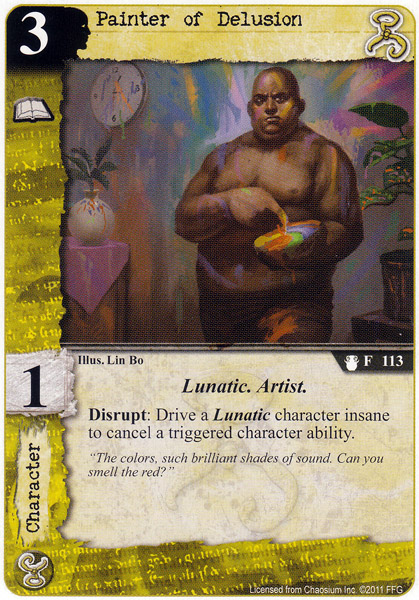 3
Painter of Delusion
Illus. Lin Bo
F 113
1
Lunatic. Artist.
Disrupt: Drive a Lunatic character insane
to cancel a triggered character ability.
“The colors, such brilliant shades of sound. Can you
smell the red?”
Character
Licensed from Chaosium Inc. ©2011 FFG